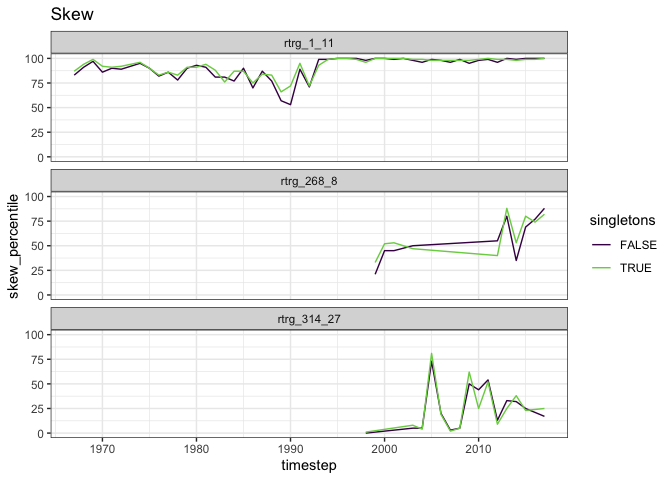 Skew
rtrg_1_11
100
75
50
25
0
rtrg_268_8
100
75
50
25
0
rtrg_314_27
100
75
50
25
0
1970 1980 1990 2000 2010
timestep
skew_percentile
singletons
FALSE
TRUE